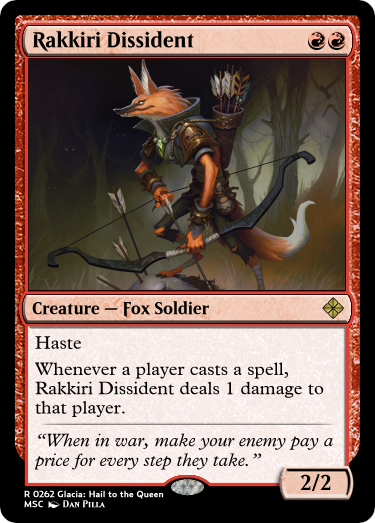 Rakkiri Dissident
Creature — Fox Soldier
Haste
Whenever a player casts a spell,
Rakkiri Dissident deals 1 damage to
that player.
“When in war, make your enemy pay a
price for every step they take.”
2/2
R 0262 Glacia: Hail to the Queen
MSC DAN PILLA